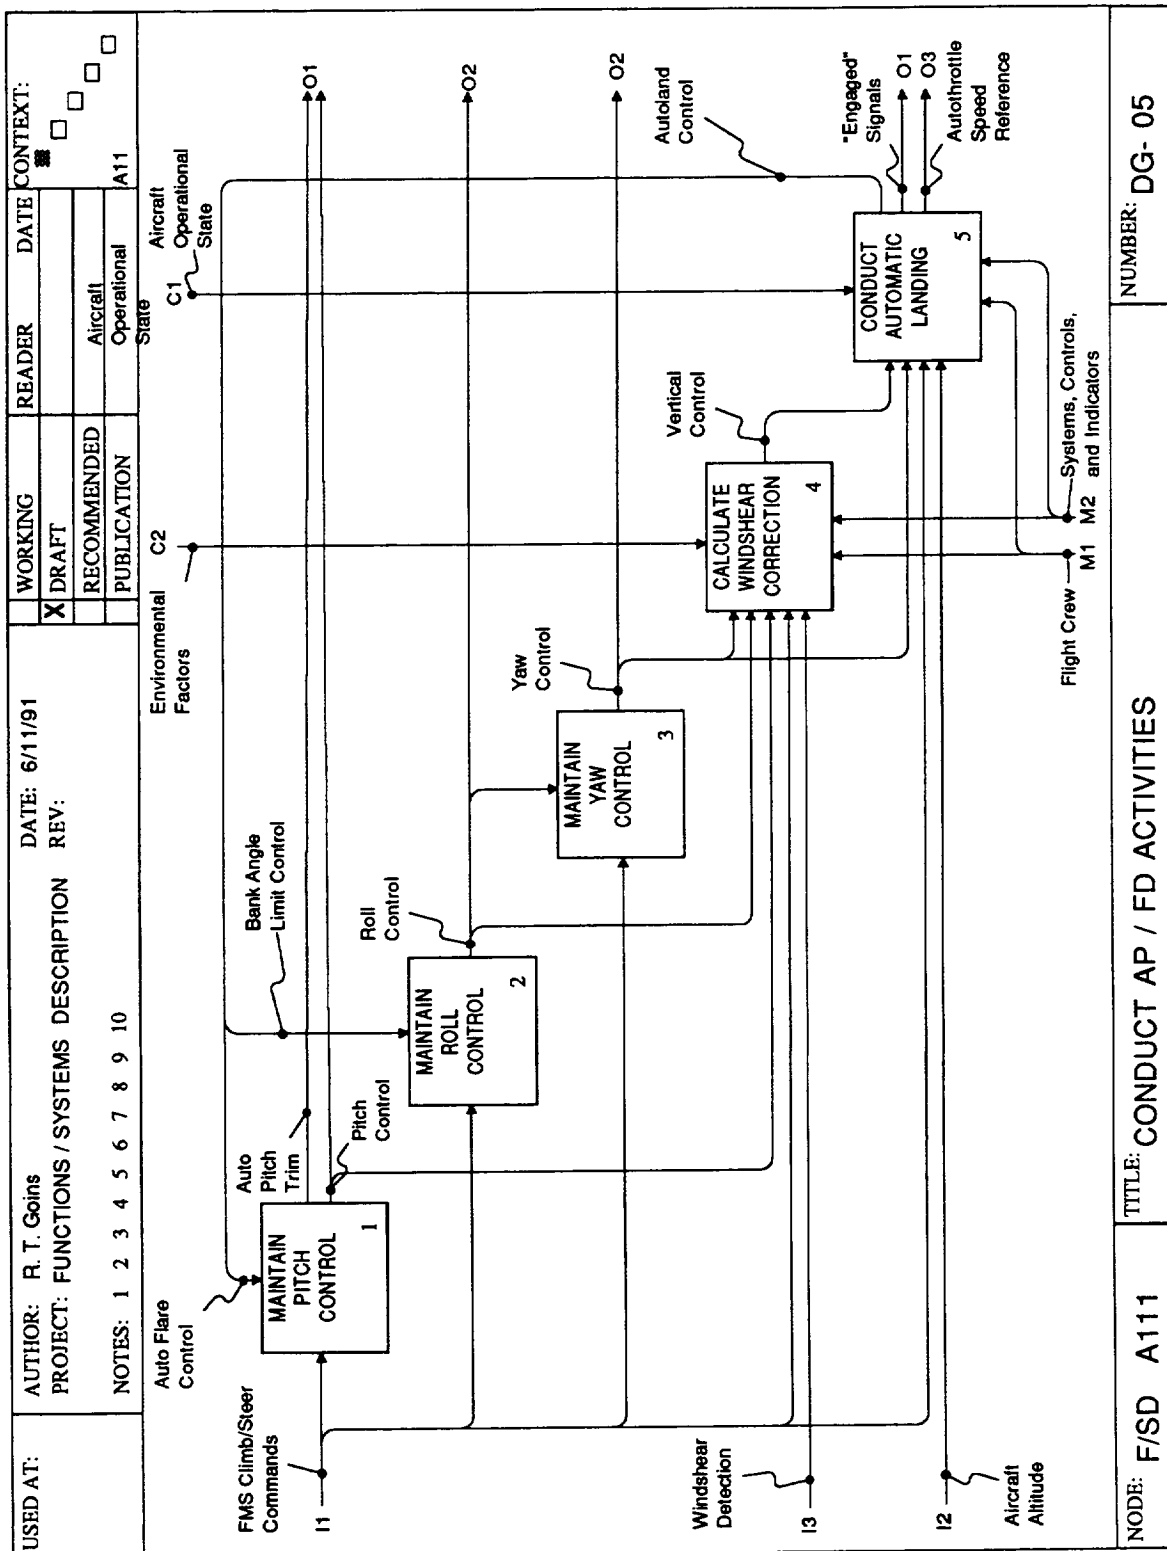 USED AT:
AUTHOR: R. T. Goins
DATE: 6/11/91
PROJECT: FUNCTIONS / SYSTEMS DESCRIPTION
REV:
NOTES: 1 2 3 4 5 6 7 8 9 10
WORKING
X DRAFT
RECOMMENDED
PUBLICATION
READER
DATE
Aircraft
Operational
State
CONTEXT:
A11
Auto Flare
Control
Environmental
Factors
C2
C1
Aircraft
Operational
State
Bank Angle
Limit Control
FMS Climb/Steer
Commands
I1
MAINTAIN
PITCH
CONTROL
1
Auto
Pitch
Trim
Pitch
Control
O1
MAINTAIN
ROLL
CONTROL
2
Roll
Control
O2
MAINTAIN
YAW
CONTROL
3
Yaw
Control
O2
CALCULATE
WINDSHEAR
CORRECTION
4
Vertical
Control
Autoland
Control
CONDUCT
AUTOMATIC
LANDING
5
"Engaged"
Signals
O1
O3
Autothrottle
Speed
Reference
Windshear
Detection
I3
I2
Aircraft
Altitude
Flight Crew
M1
M2
Systems, Controls,
and Indicators
NODE: F/SD A111
TITLE: CONDUCT AP / FD ACTIVITIES
NUMBER: DG- 05